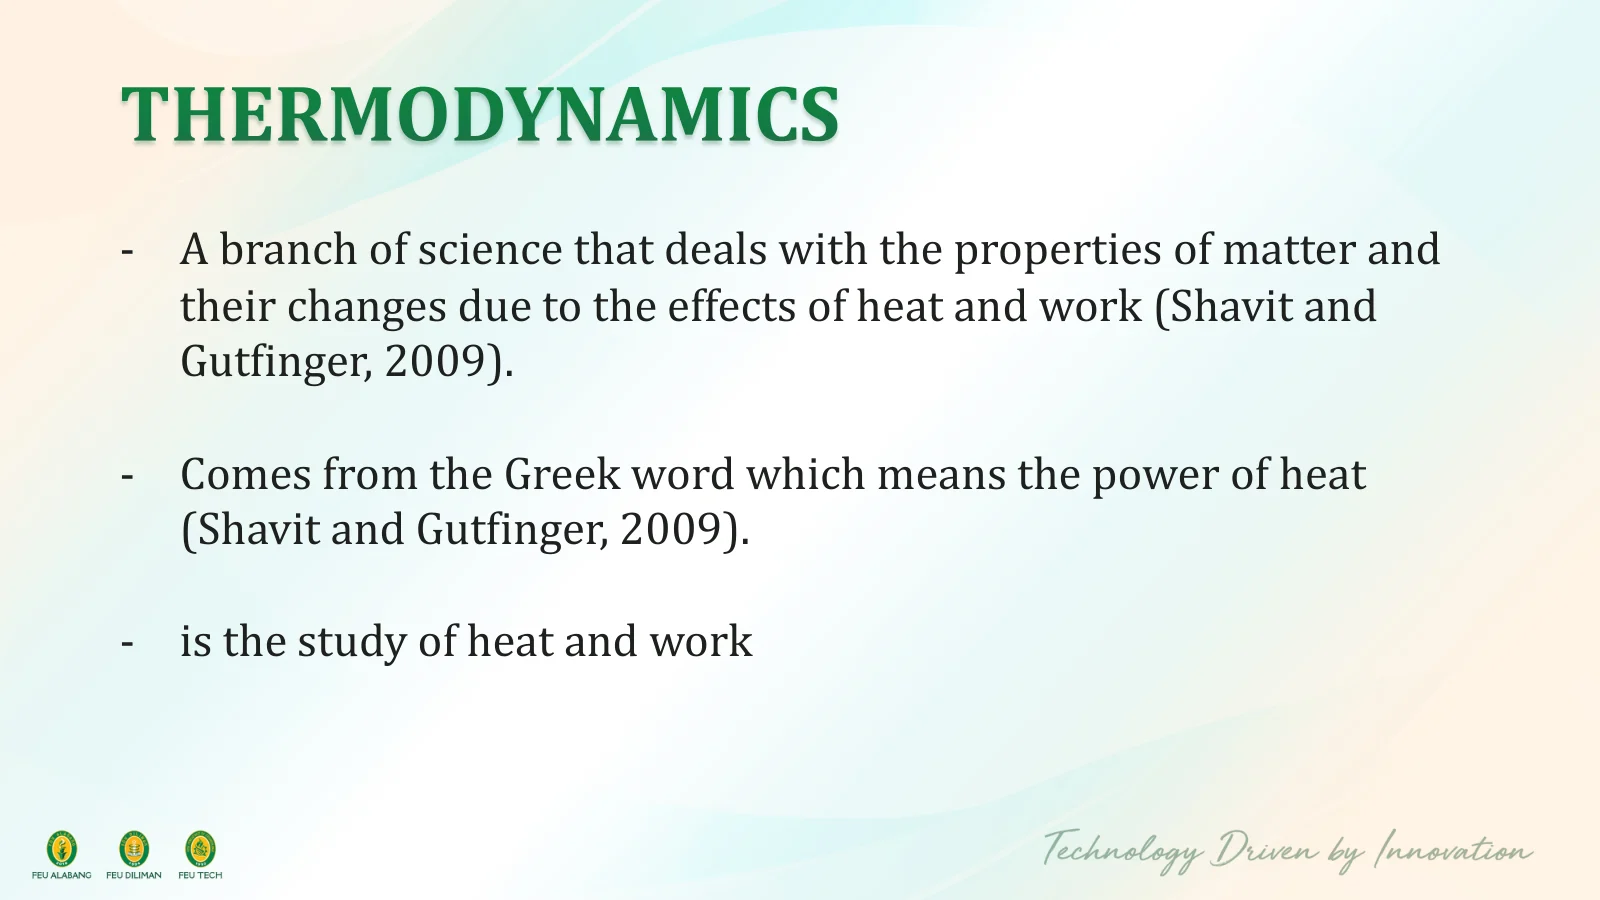 THERMODYNAMICS
- A branch of science that deals with the properties of matter and
their changes due to the effects of heat and work (Shavit and
Gutfinger, 2009).
- Comes from the Greek word which means the power of heat
(Shavit and Gutfinger, 2009).
- is the study of heat and work
FEU ALABANG FEU DILIMAN FEU TECH
Technology Driven by Innovation